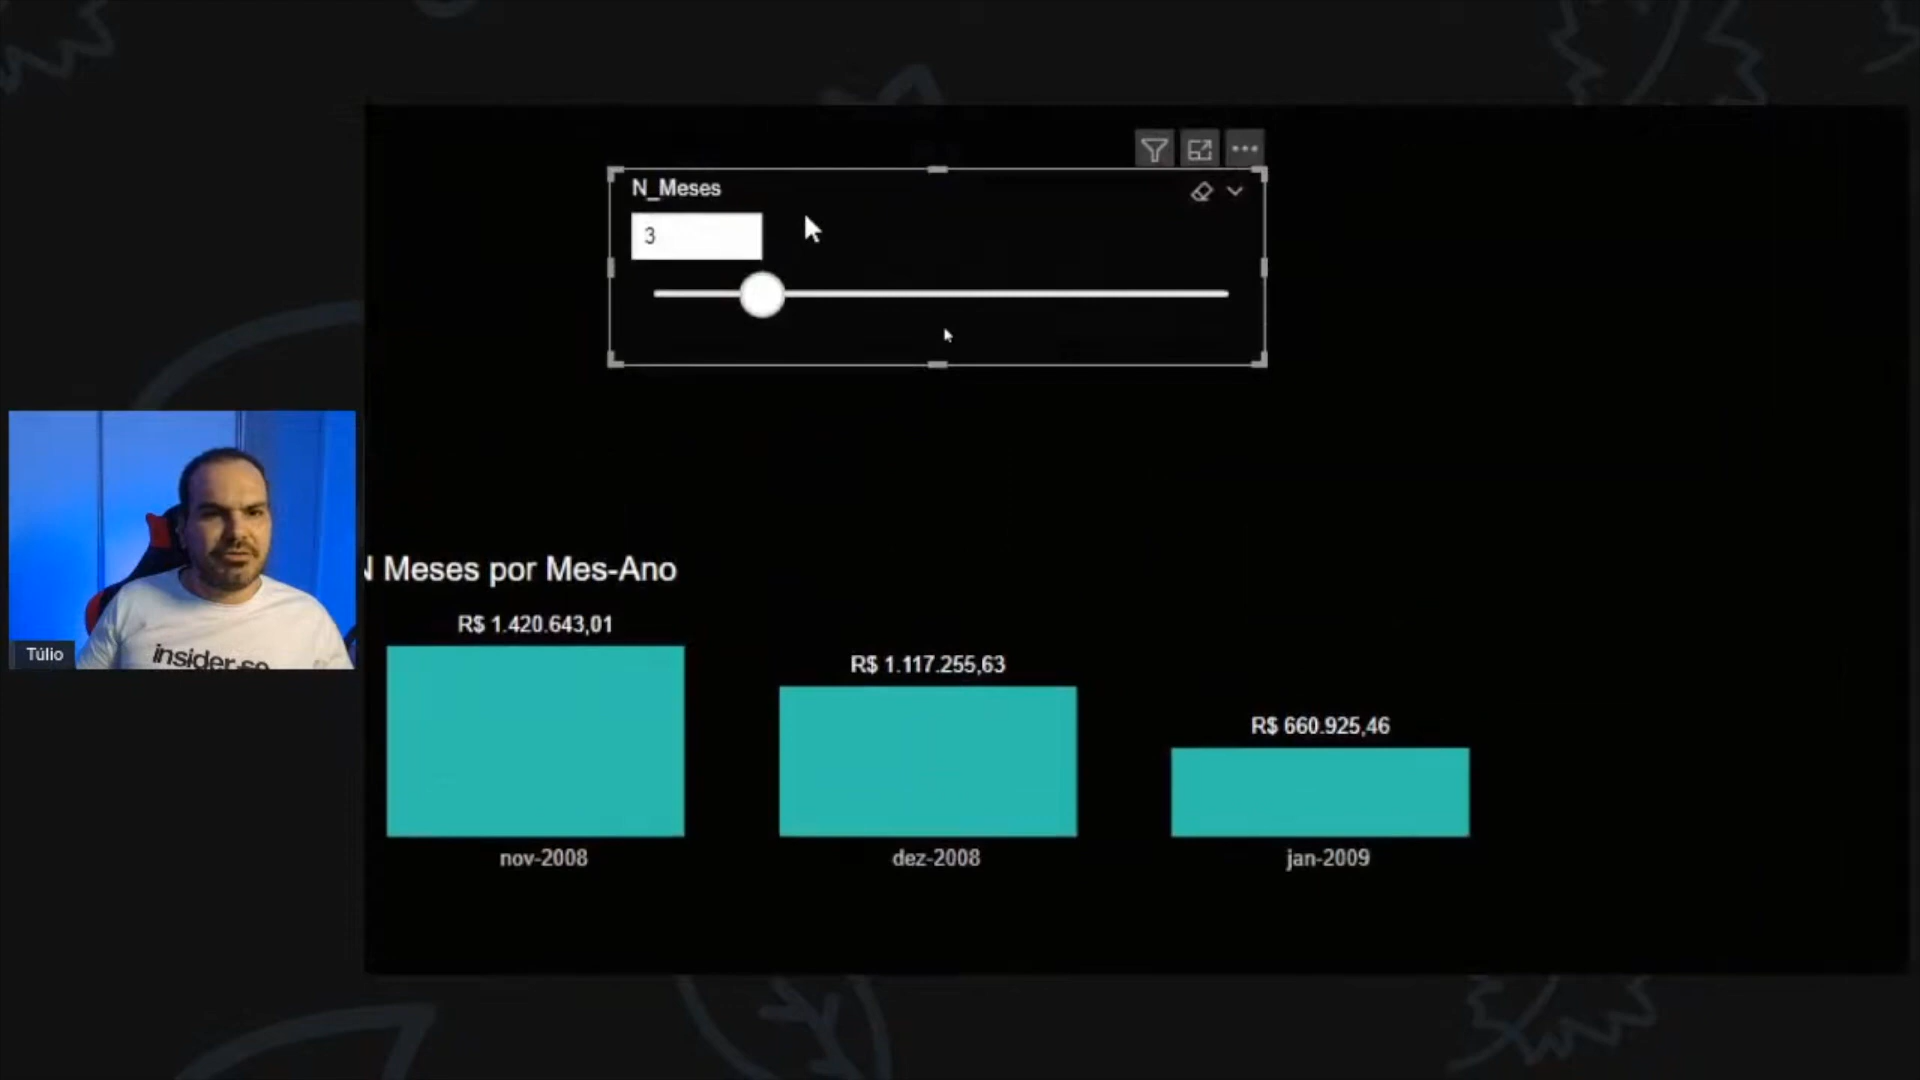 N_Meses
3
N Meses por Mes-Ano
R$ 1.420.643,01
R$ 1.117.255,63
R$ 660.925,46
nov-2008
dez-2008
jan-2009
Túlio
insider-se